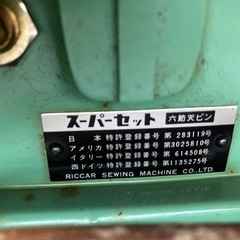 スーパーセット 六節天ビン
日本特許登録番号 第283119号
アメリカ特許登録番号 第3025810号
イタリー特許登録番号 第614508号
西ドイツ特許登録番号 第1135275号
RICCAR SEWING MACHINE CO.,LTD.